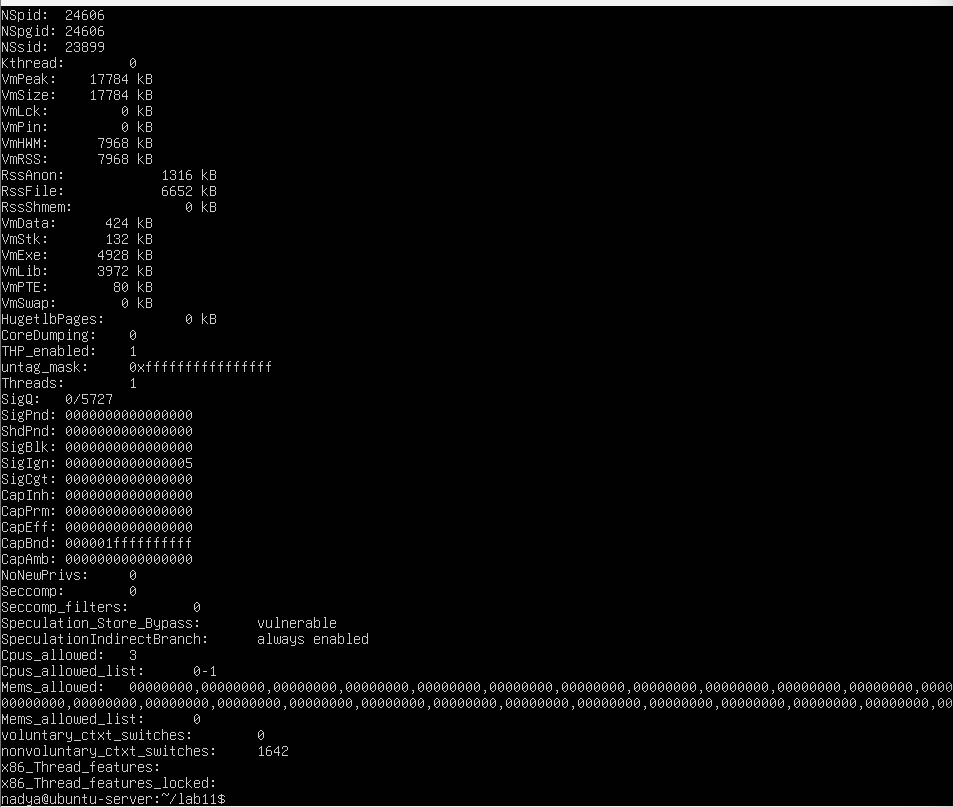 NSpid:  24606
NSpgid: 24606
NSsid:  23899
Kthread:        0
VmPeak:    17784 kB
VmSize:    17784 kB
VmLck:         0 kB
VmPin:         0 kB
VmHWM:      7968 kB
VmRSS:      7968 kB
RssAnon:            1316 kB
RssFile:            6652 kB
RssShmem:              0 kB
VmData:      424 kB
VmStk:       132 kB
VmExe:      4928 kB
VmLib:      3972 kB
VmPTE:        80 kB
VmSwap:        0 kB
HugetlbPages:          0 kB
CoreDumping:    0
THP_enabled:    1
untag_mask:     0xffffffffffffffff
Threads:        1
SigQ:   0/5727
SigPnd: 0000000000000000
ShdPnd: 0000000000000000
SigBlk: 0000000000000000
SigIgn: 0000000000000005
SigCgt: 0000000000000000
CapInh: 0000000000000000
CapPrm: 0000000000000000
CapEff: 0000000000000000
CapBnd: 000001ffffffffff
CapAmb: 0000000000000000
NoNewPrivs:     0
Seccomp:        0
Seccomp_filters:        0
Speculation_Store_Bypass:       vulnerable
SpeculationIndirectBranch:      always enabled
Cpus_allowed:   3
Cpus_allowed_list:      0-1
Mems_allowed:   00000000,00000000,00000000,00000000,00000000,00000000,00000000,00000000,00000000,00000000,00000000,0000
00000000,00000000,00000000,00000000,00000000,00000000,00000000,00000000,00000000,00000000,00000000,00000000,00000000,00
Mems_allowed_list:      0
voluntary_ctxt_switches:        0
nonvoluntary_ctxt_switches:     1642
x86_Thread_features:
x86_Thread_features_locked:
nadya@ubuntu-server:~/lab11$